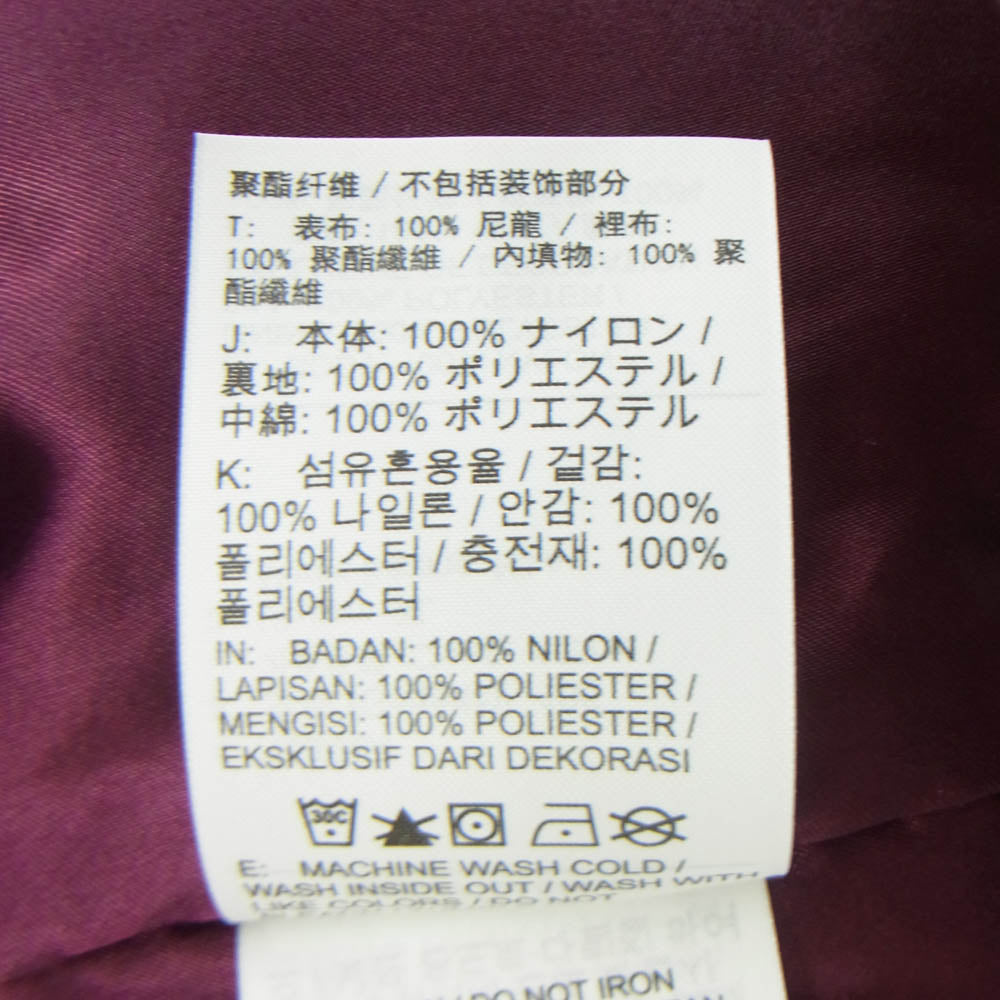 聚酯纤维 / 不包括装饰部分
T: 表布: 100% 尼龍 / 裡布:
100% 聚酯纖維 / 內填物: 100% 聚
酯纖維
J: 本体: 100% ナイロン /
裏地: 100% ポリエステル /
中綿: 100% ポリエステル
K: 섬유혼용율 / 겉감:
100% 나일론 / 안감: 100%
폴리에스터 / 충전재: 100%
폴리에스터
IN: BADAN: 100% NILON /
LAPISAN: 100% POLIESTER /
MENGISI: 100% POLIESTER /
EKSKLUSIF DARI DEKORASI
30C
E: MACHINE WASH COLD /
WASH INSIDE OUT / WASH WITH
LIKE COLORS / DO NOT
/ DO NOT IRON